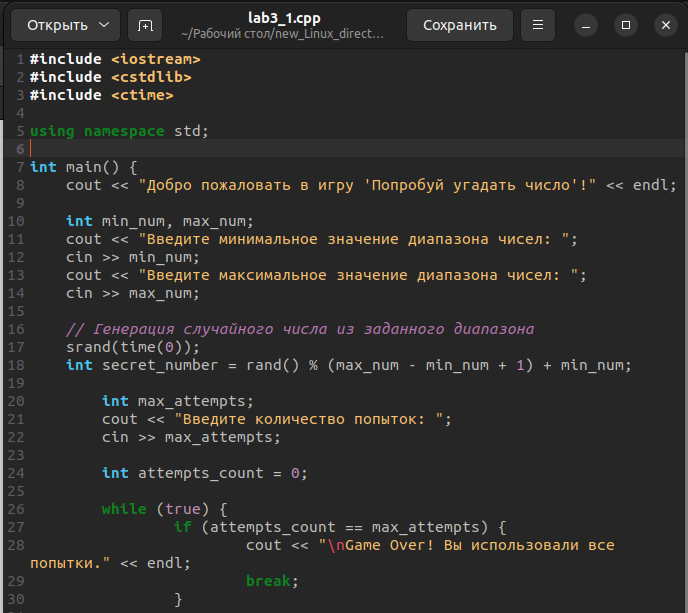 Открыть
lab3_1.cpp
~/Рабочий стол/new_Linux_direct…
Сохранить
1 #include <iostream>
2 #include <cstdlib>
3 #include <ctime>
4
5 using namespace std;
6
7 int main() {
8     cout << "Добро пожаловать в игру 'Попробуй угадать число'!" << endl;
9
10     int min_num, max_num;
11     cout << "Введите минимальное значение диапазона чисел: ";
12     cin >> min_num;
13     cout << "Введите максимальное значение диапазона чисел: ";
14     cin >> max_num;
15
16     // Генерация случайного числа из заданного диапазона
17     srand(time(0));
18     int secret_number = rand() % (max_num - min_num + 1) + min_num;
19
20         int max_attempts;
21         cout << "Введите количество попыток: ";
22         cin >> max_attempts;
23
24         int attempts_count = 0;
25
26         while (true) {
27                 if (attempts_count == max_attempts) {
28                         cout << "\nGame Over! Вы использовали все
попытки." << endl;
29                         break;
30                 }